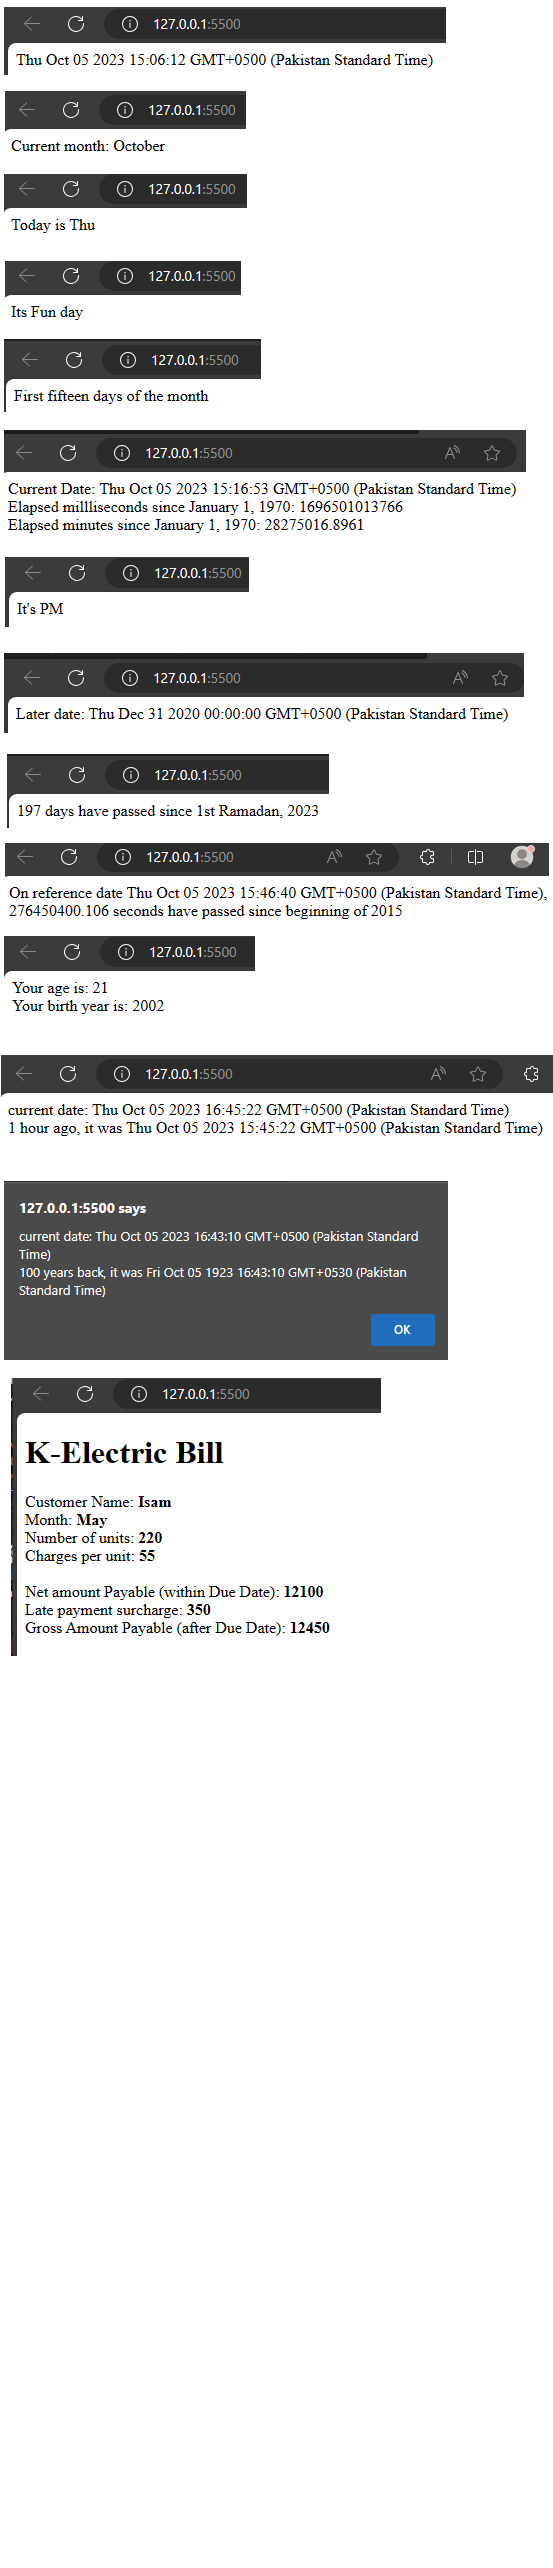 127.0.0.1:5500
Thu Oct 05 2023 15:06:12 GMT+0500 (Pakistan Standard Time)
127.0.0.1:5500
Current month: October
127.0.0.1:5500
Today is Thu
127.0.0.1:5500
Its Fun day
127.0.0.1:5500
First fifteen days of the month
127.0.0.1:5500
Current Date: Thu Oct 05 2023 15:16:53 GMT+0500 (Pakistan Standard Time)
Elapsed millliseconds since January 1, 1970: 1696501013766
Elapsed minutes since January 1, 1970: 28275016.8961
127.0.0.1:5500
It's PM
127.0.0.1:5500
Later date: Thu Dec 31 2020 00:00:00 GMT+0500 (Pakistan Standard Time)
127.0.0.1:5500
197 days have passed since 1st Ramadan, 2023
127.0.0.1:5500
On reference date Thu Oct 05 2023 15:46:40 GMT+0500 (Pakistan Standard Time),
276450400.106 seconds have passed since beginning of 2015
127.0.0.1:5500
Your age is: 21
Your birth year is: 2002
127.0.0.1:5500
current date: Thu Oct 05 2023 16:45:22 GMT+0500 (Pakistan Standard Time)
1 hour ago, it was Thu Oct 05 2023 15:45:22 GMT+0500 (Pakistan Standard Time)
127.0.0.1:5500 says
current date: Thu Oct 05 2023 16:43:10 GMT+0500 (Pakistan Standard
Time)
100 years back, it was Fri Oct 05 1923 16:43:10 GMT+0530 (Pakistan
Standard Time)
OK
127.0.0.1:5500
K-Electric Bill
Customer Name: Isam
Month: May
Number of units: 220
Charges per unit: 55
Net amount Payable (within Due Date): 12100
Late payment surcharge: 350
Gross Amount Payable (after Due Date): 12450